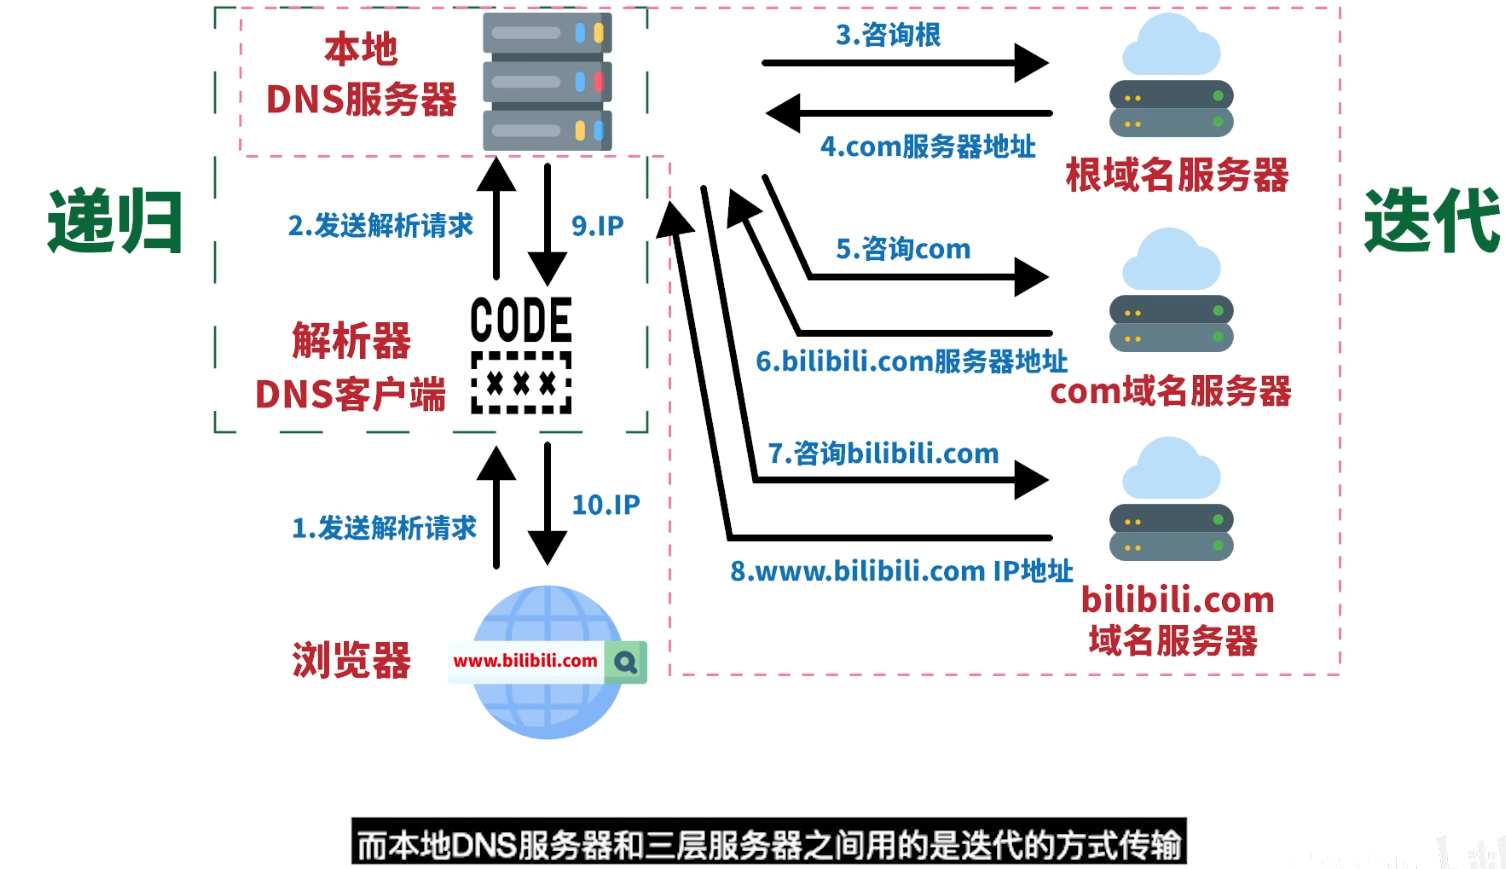 本地
DNS服务器
3.咨询根
4.com服务器地址
根域名服务器
递归
迭代
2.发送解析请求
9.IP
5.咨询com
CODE
解析器
DNS客户端
6.bilibili.com服务器地址
com域名服务器
7.咨询bilibili.com
1.发送解析请求
10.IP
8.www.bilibili.com IP地址
bilibili.com
域名服务器
浏览器
www.bilibili.com
而本地DNS服务器和三层服务器之间用的是迭代的方式传输